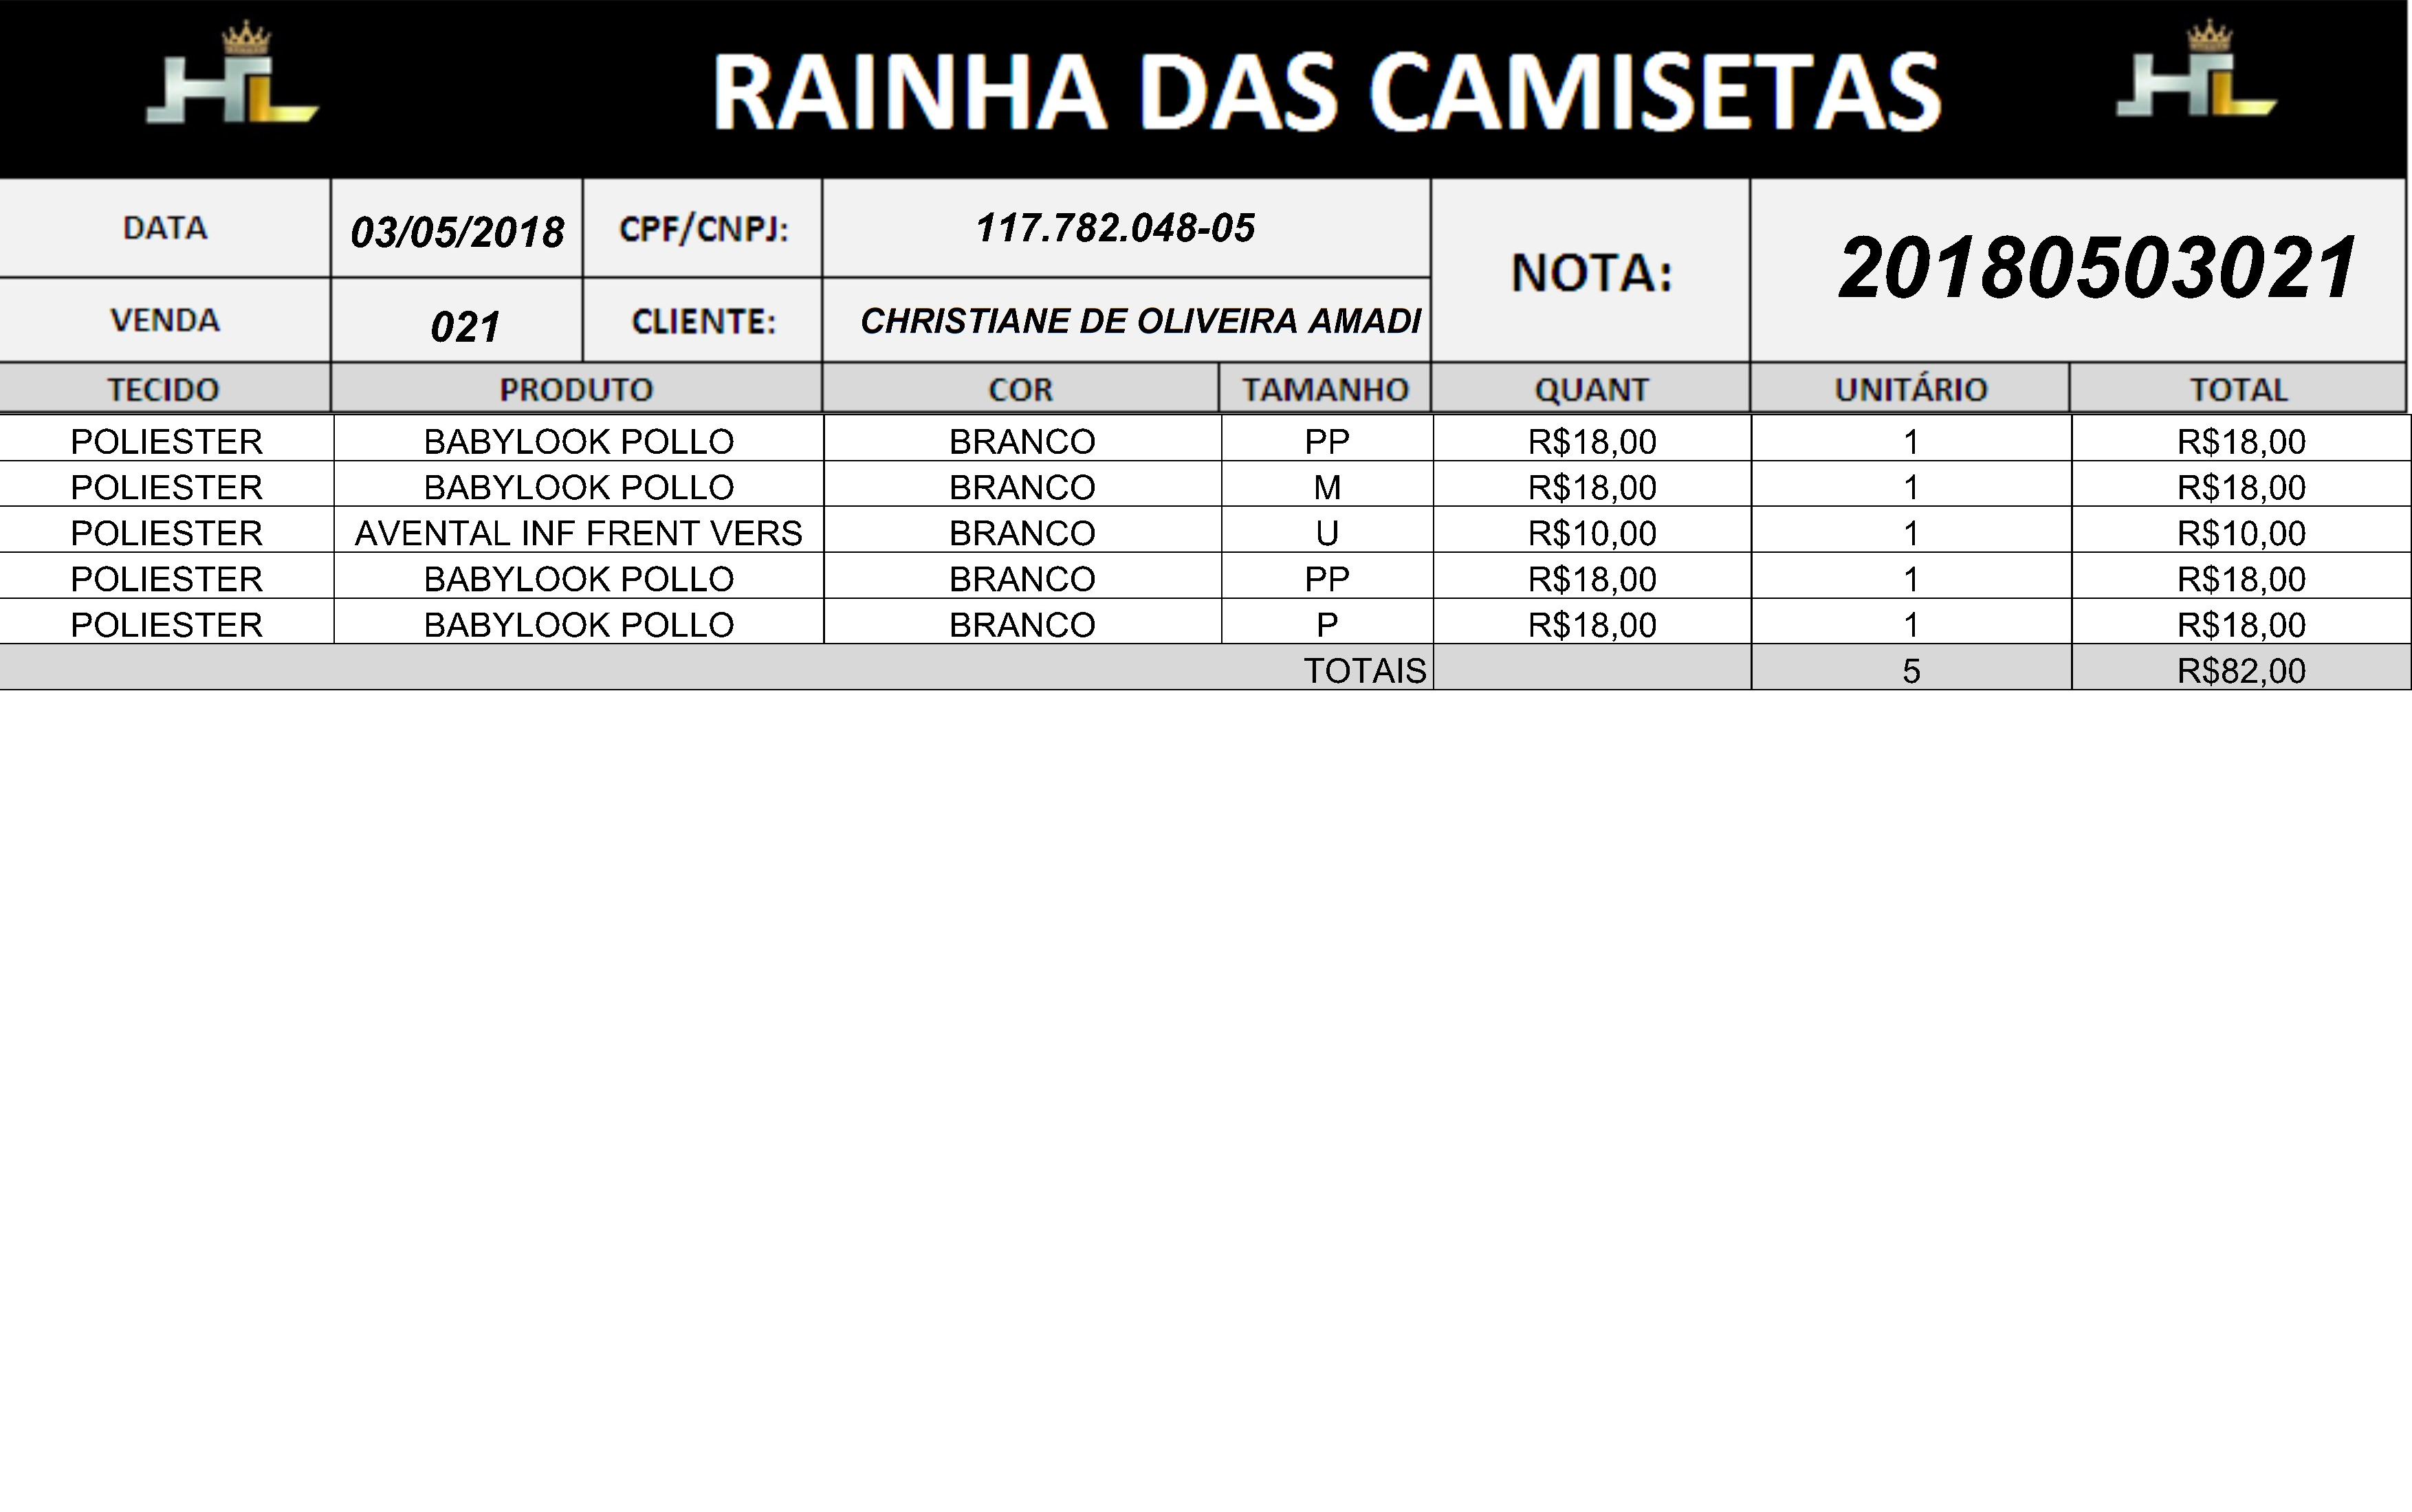 HL RAINHA DAS CAMISETAS HL
DATA 03/05/2018 CPF/CNPJ: 117.782.048-05 NOTA: 20180503021
VENDA 021 CLIENTE: CHRISTIANE DE OLIVEIRA AMADI
TECIDO PRODUTO COR TAMANHO QUANT UNITÁRIO TOTAL
POLIESTER BABYLOOK POLLO BRANCO PP R$18,00 1 R$18,00
POLIESTER BABYLOOK POLLO BRANCO M R$18,00 1 R$18,00
POLIESTER AVENTAL INF FRENT VERS BRANCO U R$10,00 1 R$10,00
POLIESTER BABYLOOK POLLO BRANCO PP R$18,00 1 R$18,00
POLIESTER BABYLOOK POLLO BRANCO P R$18,00 1 R$18,00
TOTAIS 5 R$82,00